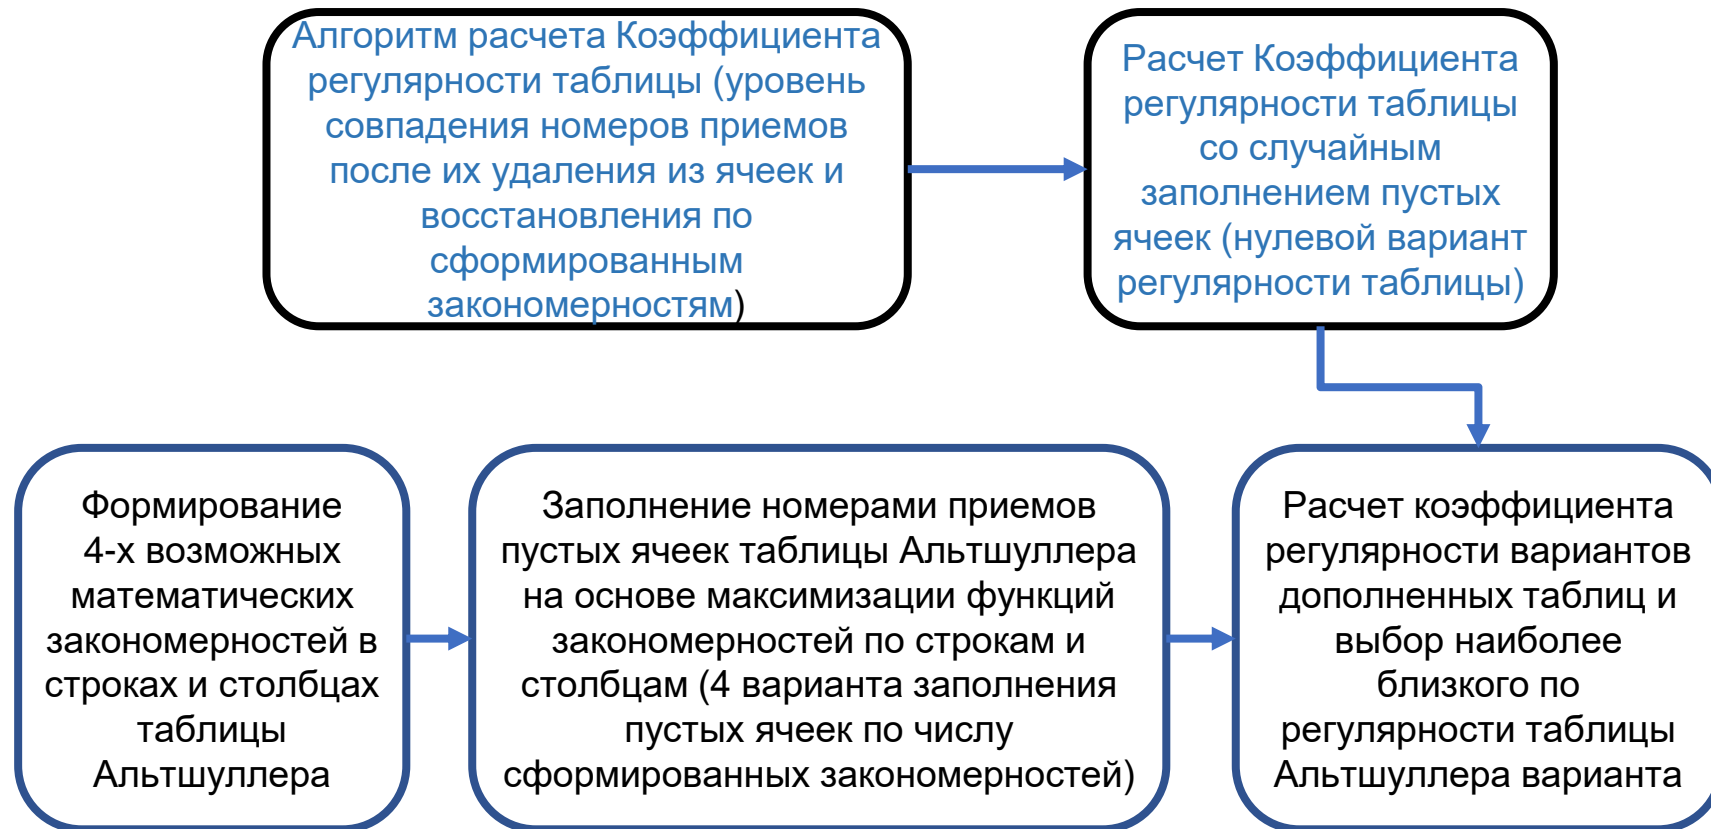 Алгоритм расчета Коэффициента
регулярности таблицы (уровень
совпадения номеров приемов
после их удаления из ячеек и
восстановления по
сформированным
закономерностям)
Расчет Коэффициента
регулярности таблицы
со случайным
заполнением пустых
ячеек (нулевой вариант
регулярности таблицы)
Формирование
4-х возможных
математических
закономерностей в
строках и столбцах
таблицы
Альтшуллера
Заполнение номерами приемов
пустых ячеек таблицы Альтшуллера
на основе максимизации функций
закономерностей по строкам и
столбцам (4 варианта заполнения
пустых ячеек по числу
сформированных закономерностей)
Расчет коэффициента
регулярности вариантов
дополненных таблиц и
выбор наиболее
близкого по
регулярности таблицы
Альтшуллера варианта